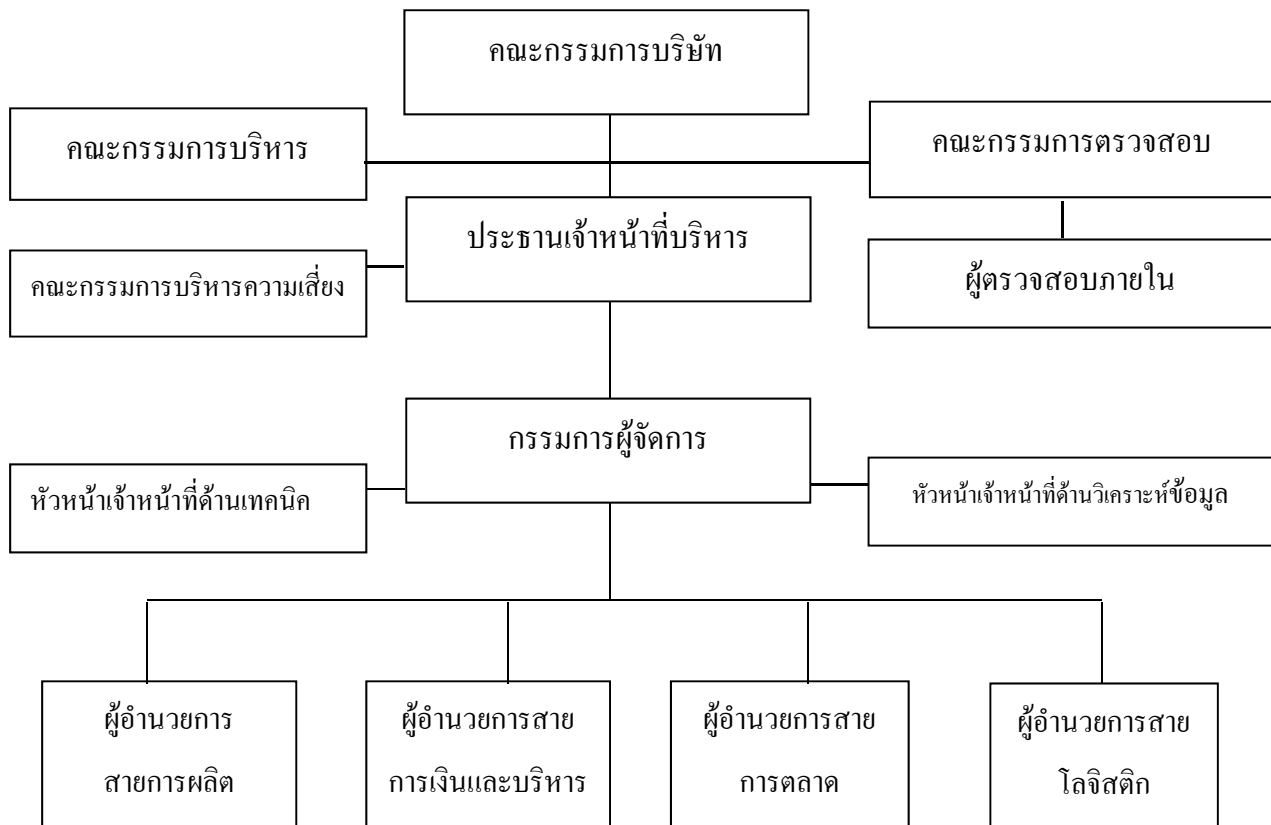 คณะกรรมการบริษัท
คณะกรรมการบริหาร
คณะกรรมการตรวจสอบ
ประธานเจ้าหน้าที่บริหาร
คณะกรรมการบริหารความเสี่ยง
ผู้ตรวจสอบภายใน
กรรมการผู้จัดการ
หัวหน้าเจ้าหน้าที่ด้านเทคนิค
หัวหน้าเจ้าหน้าที่ด้านวิเคราะห์ข้อมูล
ผู้อำนวยการ
สายการผลิต
ผู้อำนวยการสาย
การเงินและบริหาร
ผู้อำนวยการสาย
การตลาด
ผู้อำนวยการสาย
โลจิสติก